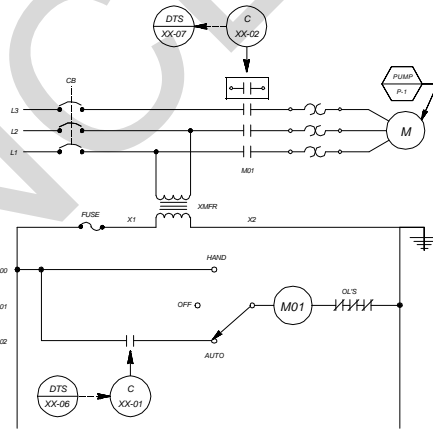 DTS
XX-07
C
XX-02
CB
PUMP
P-1
L3
L2
M
L1
M01
XMFR
FUSE
X1
X2
00
HAND
01
OFF
M01
OL'S
02
AUTO
DTS
XX-06
C
XX-01